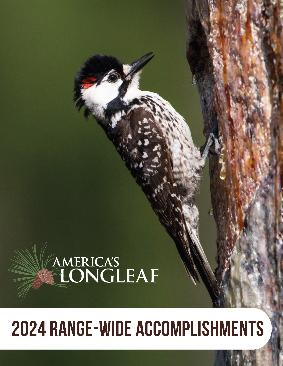 AMERICA'S
LONGLEAF
2024 RANGE-WIDE ACCOMPLISHMENTS